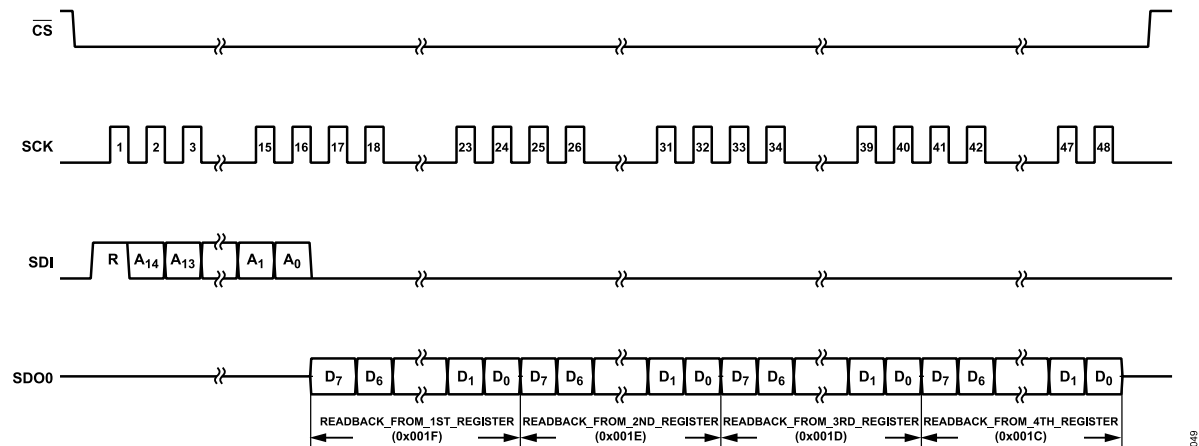 CS
SCK
1 2 3 15 16 17 18 23 24 25 26 31 32 33 34 39 40 41 42 47 48
SDI
R A14 A13 A1 A0
SDO0
D7 D6 D1 D0 D7 D6 D1 D0 D7 D6 D1 D0 D7 D6 D1 D0
READBACK_FROM_1ST_REGISTER READBACK_FROM_2ND_REGISTER READBACK_FROM_3RD_REGISTER READBACK_FROM_4TH_REGISTER
(0x001F) (0x001E) (0x001D) (0x001C)